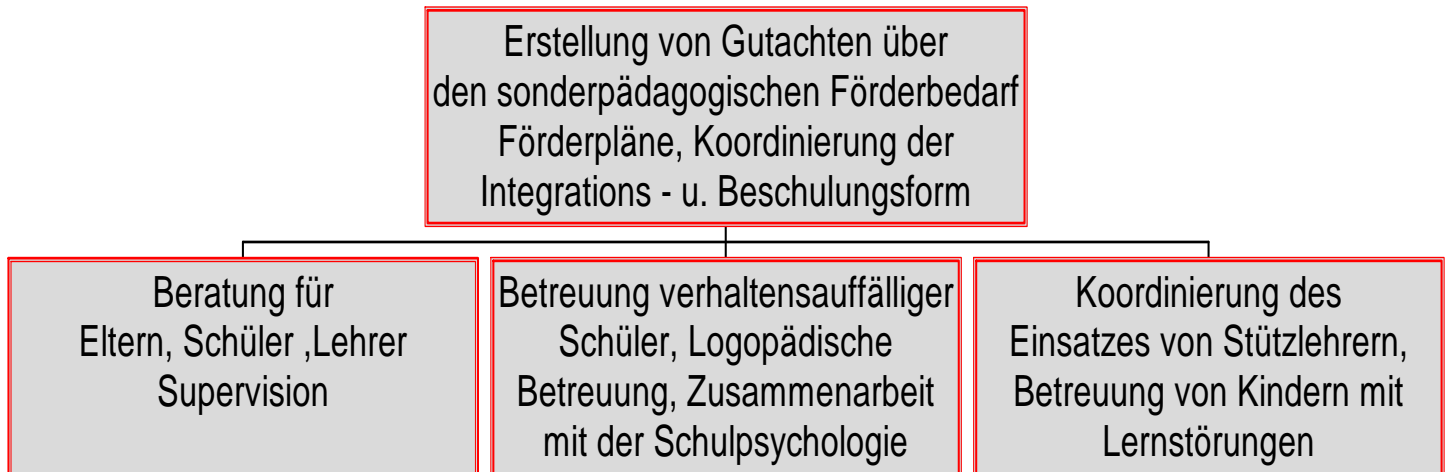 Erstellung von Gutachten über
den sonderpädagogischen Förderbedarf
Förderpläne, Koordinierung der
Integrations - u. Beschulungsform
Beratung für
Eltern, Schüler ,Lehrer
Supervision
Betreuung verhaltensauffälliger
Schüler, Logopädische
Betreuung, Zusammenarbeit
mit der Schulpsychologie
Koordinierung des
Einsatzes von Stützlehrern,
Betreuung von Kindern mit
Lernstörungen